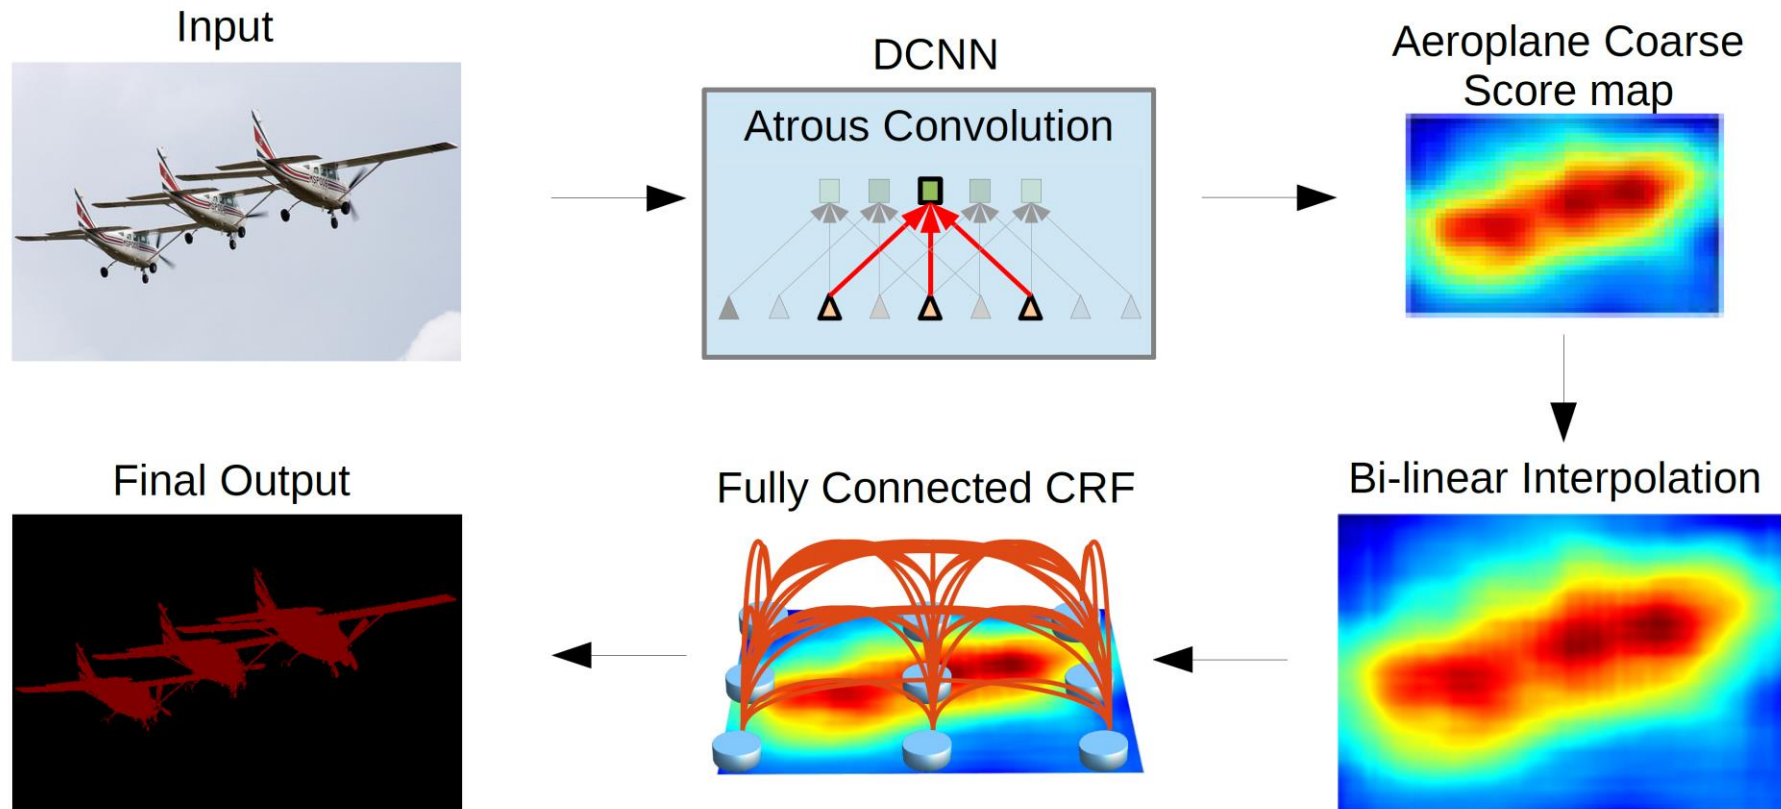 Input
DCNN
Atrous Convolution
Aeroplane Coarse
Score map
Bi-linear Interpolation
Fully Connected CRF
Final Output